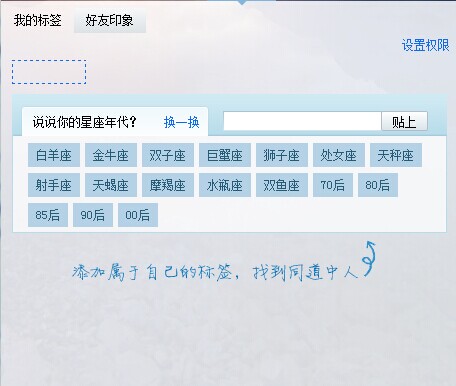 我的标签 好友印象
设置权限
说说你的星座年代? 换一换 贴上
白羊座 金牛座 双子座 巨蟹座 狮子座 处女座 天秤座
射手座 天蝎座 摩羯座 水瓶座 双鱼座 70后 80后
85后 90后 00后
添加属于自己的标签，找到同道中人